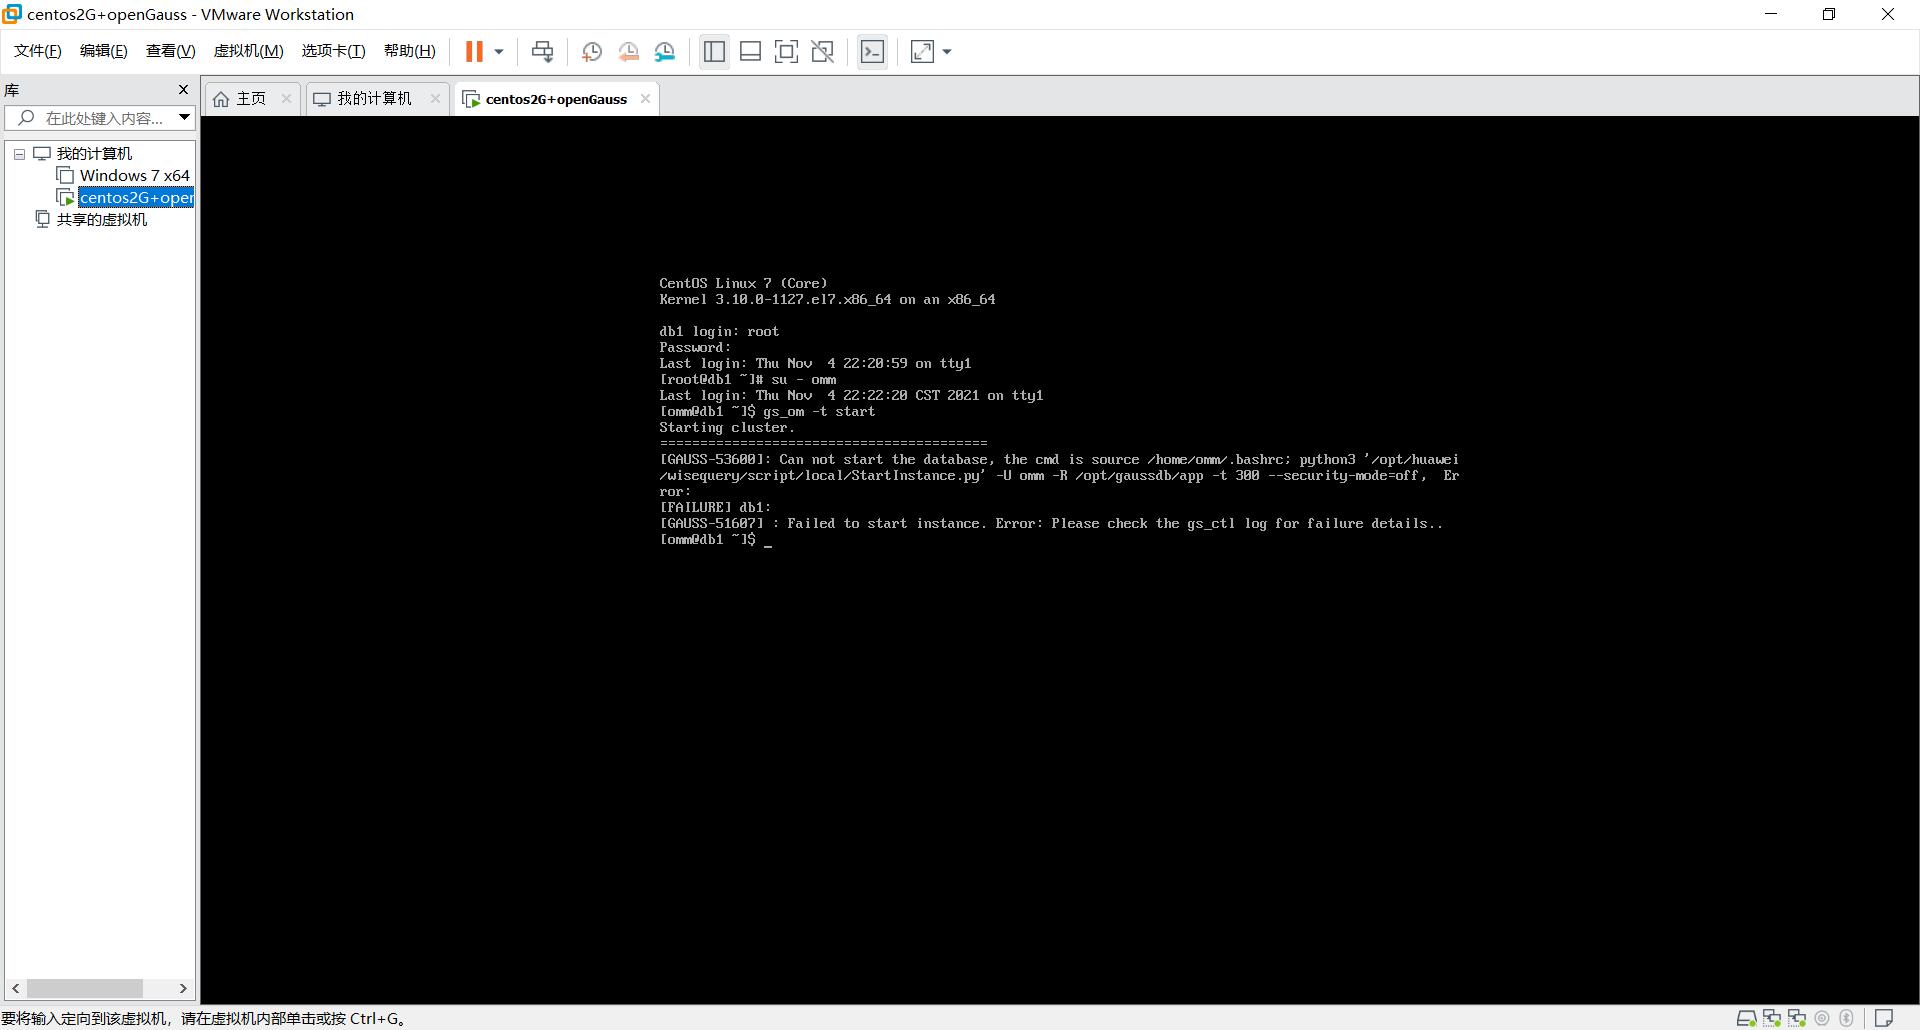 centos2G+openGauss - VMware Workstation
文件(F) 编辑(E) 查看(V) 虚拟机(M) 选项卡(T) 帮助(H)
库
在此处键入内容...
我的计算机
Windows 7 x64
centos2G+oper
共享的虚拟机
主页 我的计算机 centos2G+openGauss
CentOS Linux 7 (Core)
Kernel 3.10.0-1127.el7.x86_64 on an x86_64
db1 login: root
Password:
Last login: Thu Nov  4 22:20:59 on tty1
[root@db1 ~]# su - omm
Last login: Thu Nov  4 22:22:20 CST 2021 on tty1
[omm@db1 ~]$ gs_om -t start
Starting cluster.
=========================================
[GAUSS-53600]: Can not start the database, the cmd is source /home/omm/.bashrc; python3 '/opt/huawei
/wisequery/script/local/StartInstance.py' -U omm -R /opt/gaussdb/app -t 300 --security-mode=off,  Er
ror:
[FAILURE] db1:
[GAUSS-51607] : Failed to start instance. Error: Please check the gs_ctl log for failure details..
[omm@db1 ~]$ _
要将输入定向到该虚拟机，请在虚拟机内部单击或按 Ctrl+G。